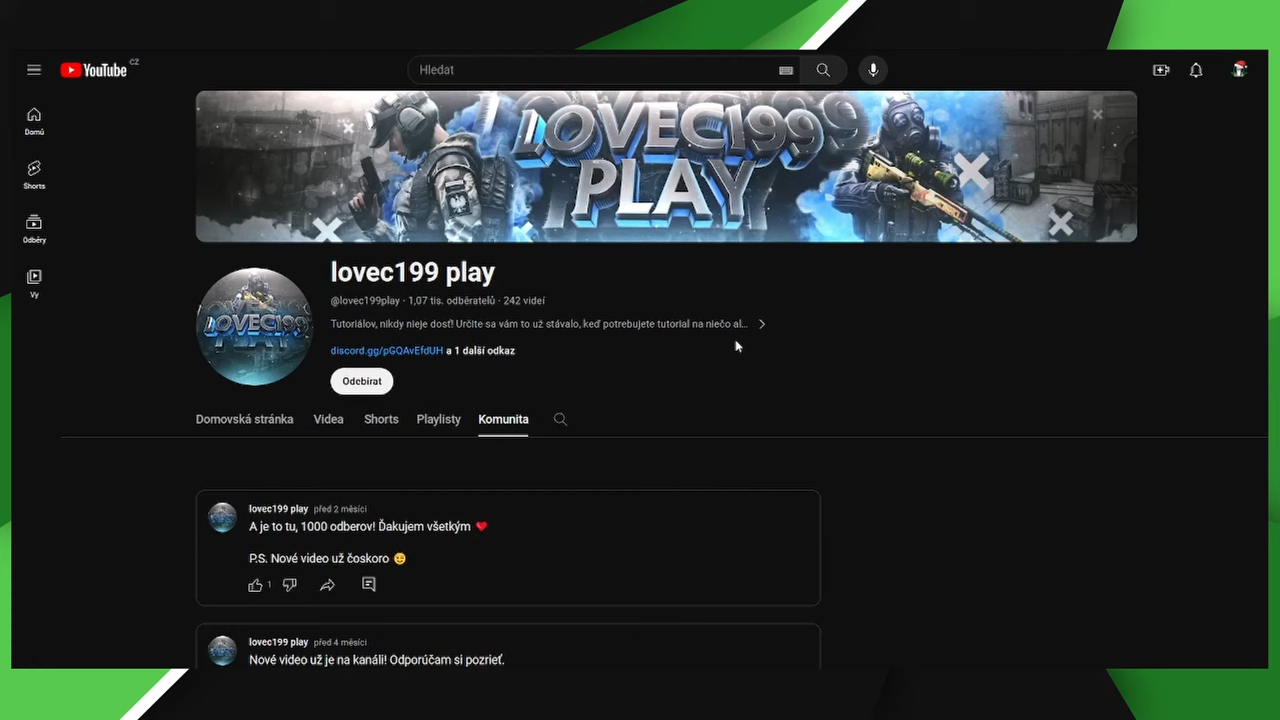 YouTube CZ
Hledat
Domů
Shorts
Odběry
Vy
LOVEC199
PLAY
LOVEC199
PLAY
lovec199 play
@lovec199play · 1,07 tis. odběratelů · 242 videí
Tutoriálov, nikdy nieje dosť! Určite sa vám to už stávalo, keď potrebujete tutorial na niečo al...
discord.gg/pGQAvEfdUH a 1 další odkaz
Odebírat
Domovská stránka Videa Shorts Playlisty Komunita
lovec199 play před 2 měsíci
A je to tu, 1000 odberov! Ďakujem všetkým ❤
P.S. Nové video už čoskoro 😉
1
lovec199 play před 4 měsíci
Nové video už je na kanáli! Odporúčam si pozrieť.